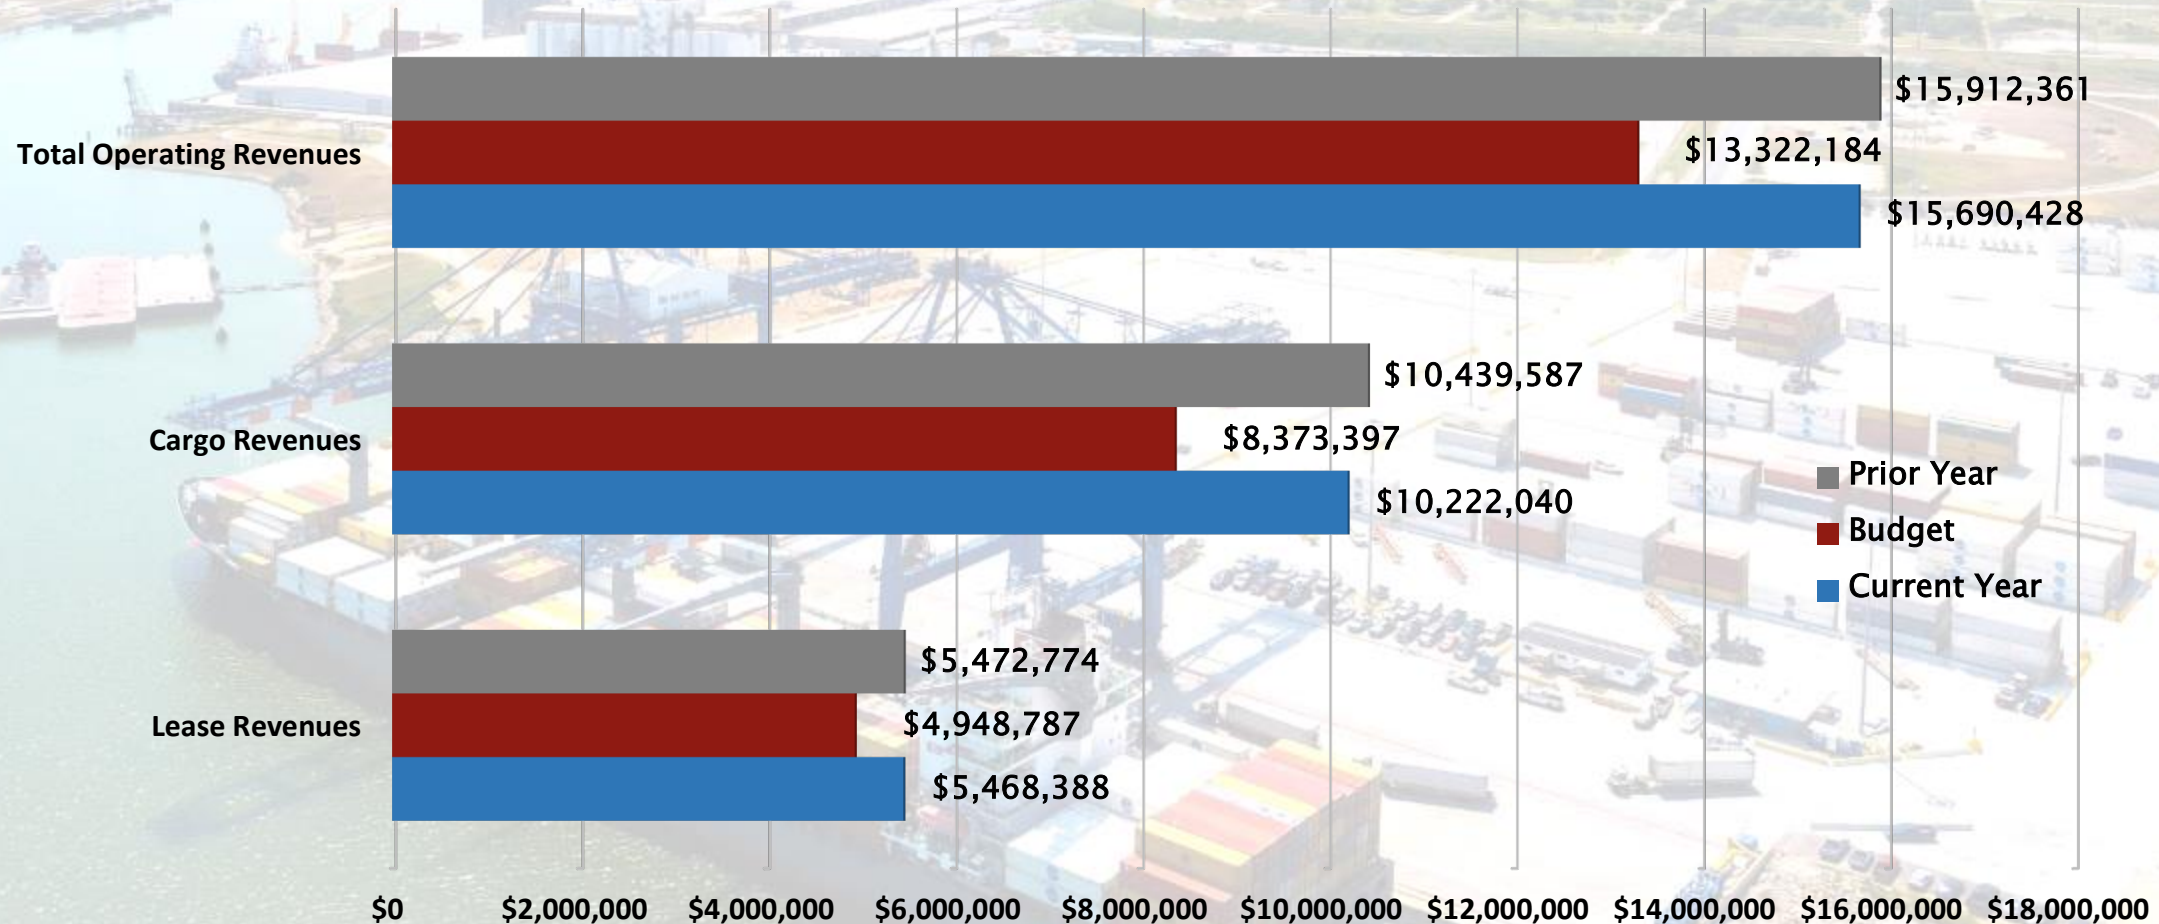 $15,912,361
Total Operating Revenues
$13,322,184
$15,690,428
$10,439,587
Cargo Revenues
$8,373,397
$10,222,040
Prior Year
Budget
Current Year
$5,472,774
Lease Revenues
$4,948,787
$5,468,388
$0 $2,000,000 $4,000,000 $6,000,000 $8,000,000 $10,000,000 $12,000,000 $14,000,000 $16,000,000 $18,000,000